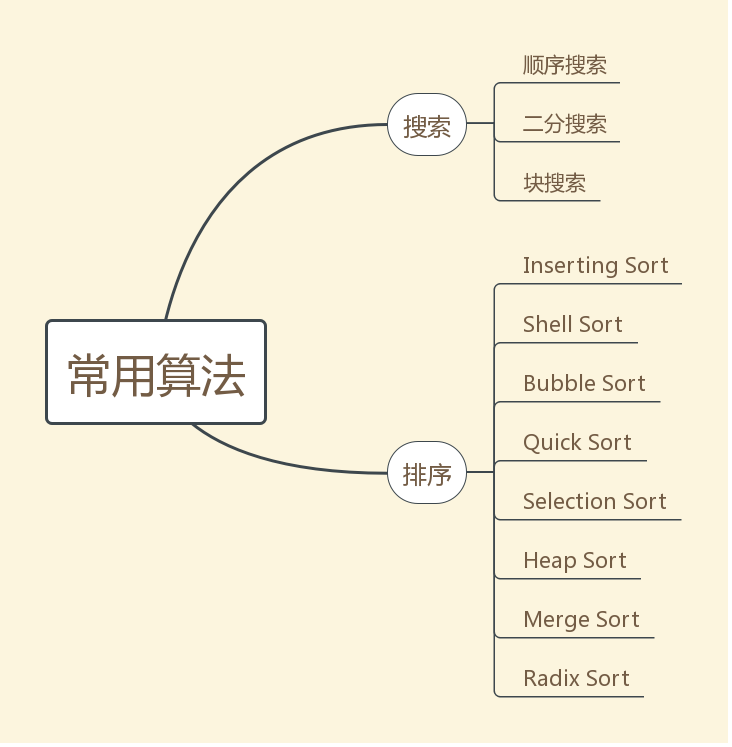 常用算法
搜索
顺序搜索
二分搜索
块搜索
排序
Inserting Sort
Shell Sort
Bubble Sort
Quick Sort
Selection Sort
Heap Sort
Merge Sort
Radix Sort